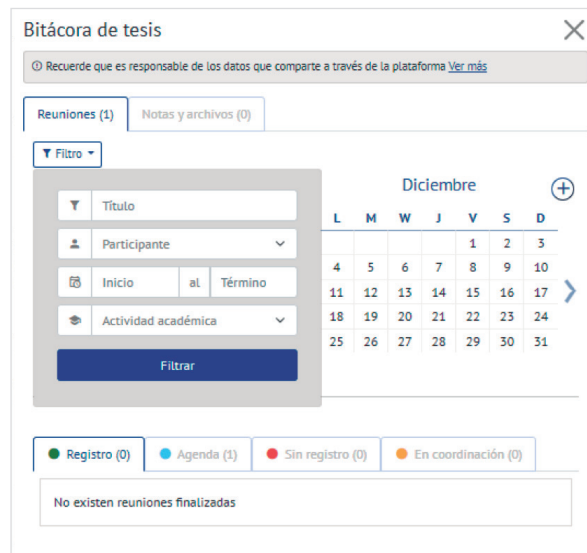 Bitácora de tesis
Recuerde que es responsable de los datos que comparte a través de la plataforma Ver más
Reuniones (1) Notas y archivos (0)
Filtro
Título
Participante
Inicio al Término
Actividad académica
Filtrar
Diciembre
L M W J V S D
1 2 3
4 5 6 7 8 9 10
11 12 13 14 15 16 17
18 19 20 21 22 23 24
25 26 27 28 29 30 31
Registro (0) Agenda (1) Sin registro (0) En coordinación (0)
No existen reuniones finalizadas